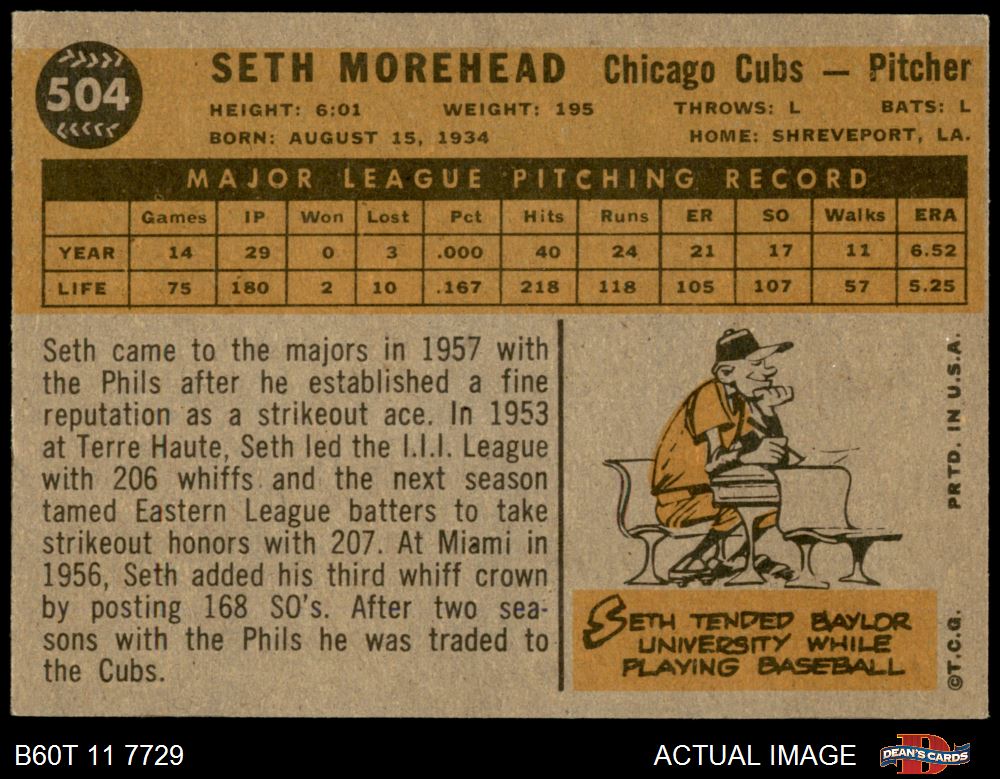 504
SETH MOREHEAD Chicago Cubs — Pitcher
HEIGHT: 6:01 WEIGHT: 195 THROWS: L BATS: L
BORN: AUGUST 15, 1934 HOME: SHREVEPORT, LA.
MAJOR LEAGUE PITCHING RECORD
Games IP Won Lost Pct Hits Runs ER SO Walks ERA
YEAR 14 29 0 3 .000 40 24 21 17 11 6.52
LIFE 75 180 2 10 .167 218 118 105 107 57 5.25
Seth came to the majors in 1957 with
the Phils after he established a fine
reputation as a strikeout ace. In 1953
at Terre Haute, Seth led the I.I.I. League
with 206 whiffs and the next season
tamed Eastern League batters to take
strikeout honors with 207. At Miami in
1956, Seth added his third whiff crown
by posting 168 SO's. After two sea-
sons with the Phils he was traded to
the Cubs.
SETH TENDED BAYLOR
UNIVERSITY WHILE
PLAYING BASEBALL
PRTD. IN U.S.A.
©T.C.G.
B60T 11 7729
ACTUAL IMAGE
D
DEAN'S CARDS